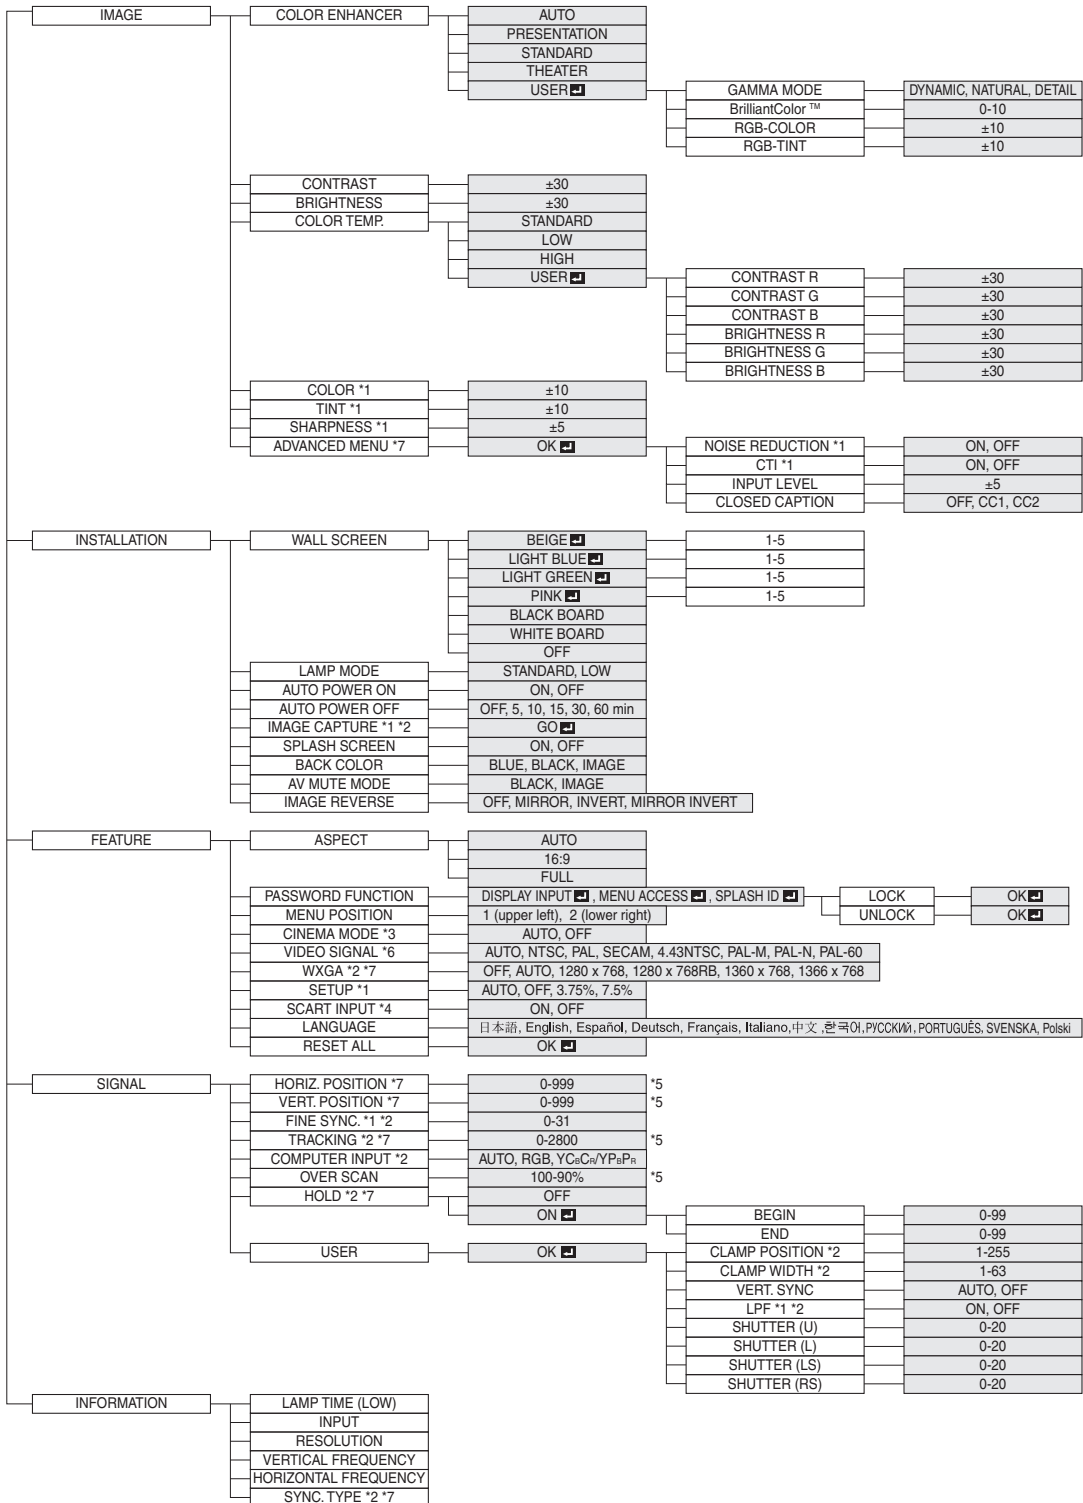 IMAGE COLOR ENHANCER AUTO
PRESENTATION
STANDARD
THEATER
USER GAMMA MODE DYNAMIC, NATURAL, DETAIL
BrilliantColor ™ 0-10
RGB-COLOR ±10
RGB-TINT ±10
CONTRAST ±30
BRIGHTNESS ±30
COLOR TEMP. STANDARD
LOW
HIGH
USER CONTRAST R ±30
CONTRAST G ±30
CONTRAST B ±30
BRIGHTNESS R ±30
BRIGHTNESS G ±30
BRIGHTNESS B ±30
COLOR *1 ±10
TINT *1 ±10
SHARPNESS *1 ±5
ADVANCED MENU *7 OK NOISE REDUCTION *1 ON, OFF
CTI *1 ON, OFF
INPUT LEVEL ±5
CLOSED CAPTION OFF, CC1, CC2
INSTALLATION WALL SCREEN BEIGE 1-5
LIGHT BLUE 1-5
LIGHT GREEN 1-5
PINK 1-5
BLACK BOARD
WHITE BOARD
OFF
LAMP MODE STANDARD, LOW
AUTO POWER ON ON, OFF
AUTO POWER OFF OFF, 5, 10, 15, 30, 60 min
IMAGE CAPTURE *1 *2 GO
SPLASH SCREEN ON, OFF
BACK COLOR BLUE, BLACK, IMAGE
AV MUTE MODE BLACK, IMAGE
IMAGE REVERSE OFF, MIRROR, INVERT, MIRROR INVERT
FEATURE ASPECT AUTO
16:9
FULL
PASSWORD FUNCTION DISPLAY INPUT , MENU ACCESS , SPLASH ID LOCK OK
UNLOCK OK
MENU POSITION 1 (upper left), 2 (lower right)
CINEMA MODE *3 AUTO, OFF
VIDEO SIGNAL *6 AUTO, NTSC, PAL, SECAM, 4.43NTSC, PAL-M, PAL-N, PAL-60
WXGA *2 *7 OFF, AUTO, 1280 x 768, 1280 x 768RB, 1360 x 768, 1366 x 768
SETUP *1 AUTO, OFF, 3.75%, 7.5%
SCART INPUT *4 ON, OFF
LANGUAGE 日本語, English, Español, Deutsch, Français, Italiano,中文 ,한국어,РУССКИЙ, PORTUGUÊS, SVENSKA, Polski
RESET ALL OK
SIGNAL HORIZ. POSITION *7 0-999 *5
VERT. POSITION *7 0-999 *5
FINE SYNC. *1 *2 0-31
TRACKING *2 *7 0-2800 *5
COMPUTER INPUT *2 AUTO, RGB, YCBCR/YPBPR
OVER SCAN 100-90% *5
HOLD *2 *7 OFF
ON BEGIN 0-99
END 0-99
USER OK CLAMP POSITION *2 1-255
CLAMP WIDTH *2 1-63
VERT. SYNC AUTO, OFF
LPF *1 *2 ON, OFF
SHUTTER (U) 0-20
SHUTTER (L) 0-20
SHUTTER (LS) 0-20
SHUTTER (RS) 0-20
INFORMATION LAMP TIME (LOW)
INPUT
RESOLUTION
VERTICAL FREQUENCY
HORIZONTAL FREQUENCY
SYNC. TYPE *2 *7